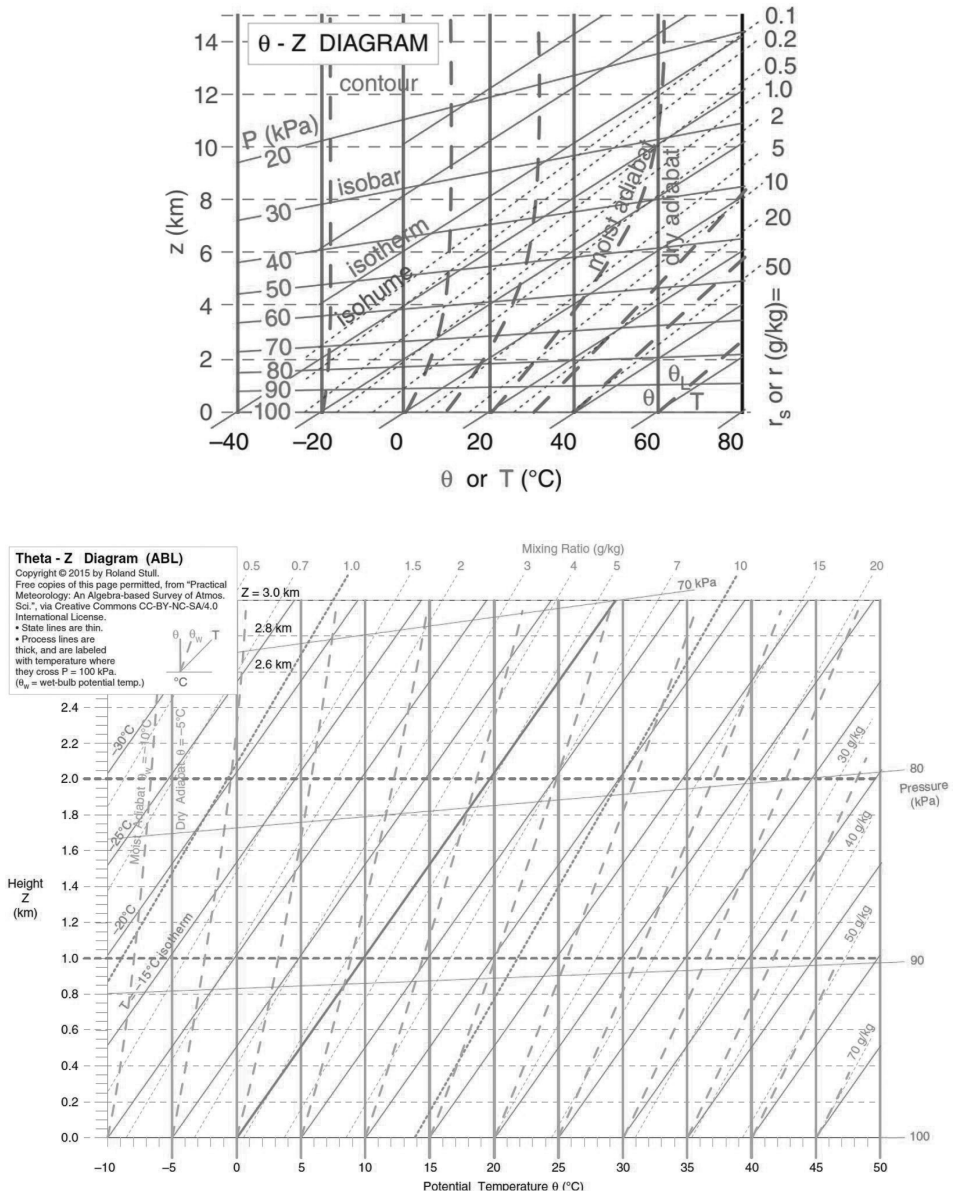 θ - Z DIAGRAM
14
12
10
8
6
4
2
0
z (km)
P (kPa)
20
30
40
50
60
70
80
90
100
contour
isobar
isotherm
isohume
moist adiabat
dry adiabat
θ
θL
T
0.1
0.2
0.5
1.0
2
5
10
20
50
rs or r (g/kg)=
–40
–20
0
20
40
60
80
θ or T (°C)
Theta - Z Diagram (ABL)
Copyright © 2015 by Roland Stull.
Free copies of this page permitted, from “Practical
Meteorology: An Algebra-based Survey of Atmos.
Sci.”, via Creative Commons CC-BY-NC-SA/4.0
International License.
• State lines are thin.
• Process lines are
thick, and are labeled
with temperature where
they cross P = 100 kPa.
(θw = wet-bulb potential temp.)
θ θw T
°C
Mixing Ratio (g/kg)
0.5 0.7 1.0 1.5 2 3 4 5 7 10 15 20
70 kPa
Z = 3.0 km
2.8 km
2.6 km
2.4
2.2
2.0
1.8
1.6
1.4
1.2
1.0
0.8
0.6
0.4
0.2
0.0
Height
Z
(km)
–30°C
–25°C
–20°C
T=–15°C isotherm
Moist Adiabat θw=–10°C
Dry Adiabat θ=–5°C
30 g/kg
40 g/kg
50 g/kg
70 g/kg
80
Pressure
(kPa)
90
100
–10 –5 0 5 10 15 20 25 30 35 40 45 50
Potential Temperature θ (°C)